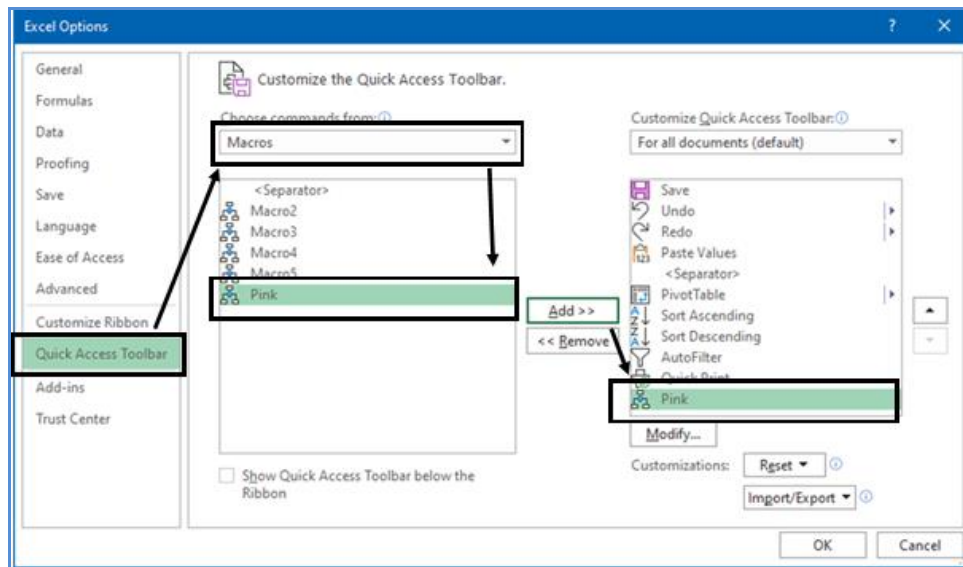 Excel Options
General
Formulas
Data
Proofing
Save
Language
Ease of Access
Advanced
Customize Ribbon
Quick Access Toolbar
Add-ins
Trust Center
Customize the Quick Access Toolbar.
Choose commands from:
Macros
<Separator>
Macro2
Macro3
Macro4
Macro5
Pink
Show Quick Access Toolbar below the
Ribbon
Add >>
<< Remove
Customize Quick Access Toolbar:
For all documents (default)
Save
Undo
Redo
Paste Values
<Separator>
PivotTable
Sort Ascending
Sort Descending
AutoFilter
Quick Print
Pink
Modify...
Customizations:
Reset
Import/Export
OK
Cancel